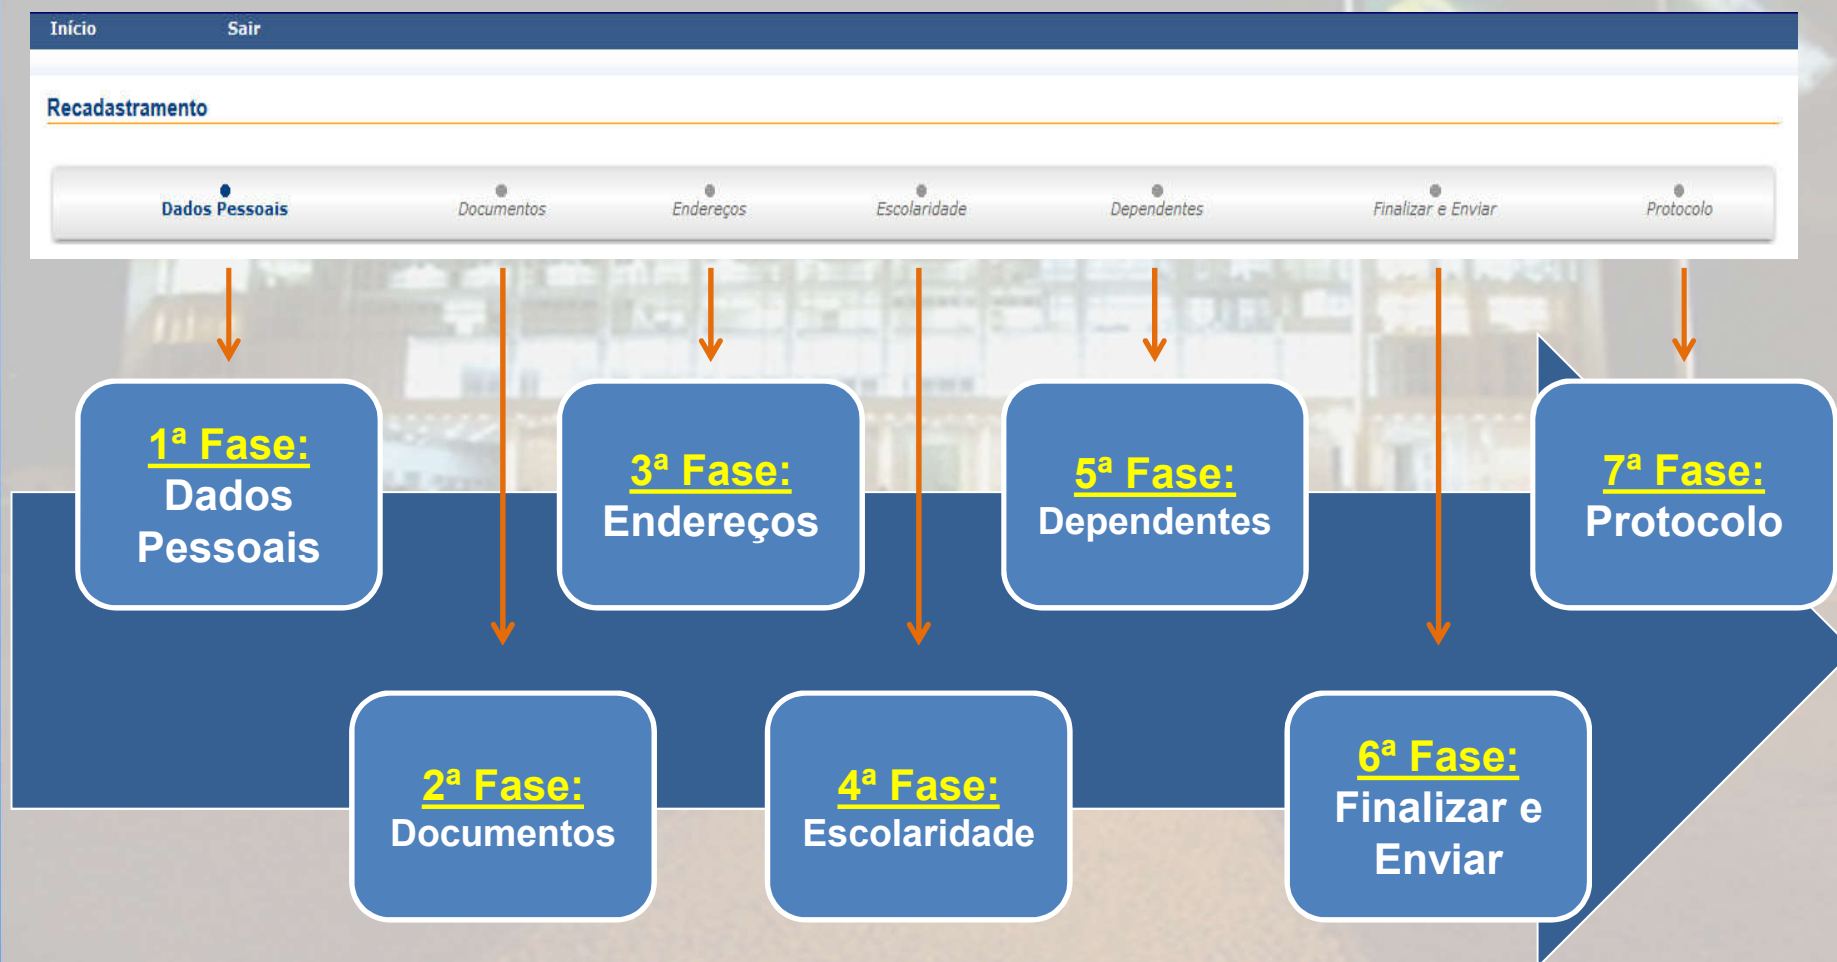 Início Sair
Recadastramento
Dados Pessoais Documentos Endereços Escolaridade Dependentes Finalizar e Enviar Protocolo
1ª Fase:
Dados
Pessoais
2ª Fase:
Documentos
3ª Fase:
Endereços
4ª Fase:
Escolaridade
5ª Fase:
Dependentes
6ª Fase:
Finalizar e
Enviar
7ª Fase:
Protocolo